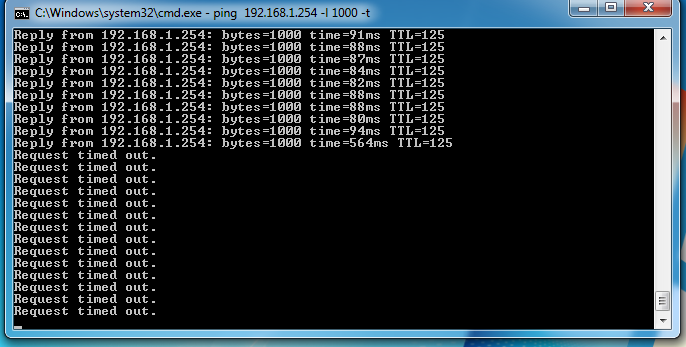 C:\Windows\system32\cmd.exe - ping  192.168.1.254 -l 1000 -t
Reply from 192.168.1.254: bytes=1000 time=91ms TTL=125
Reply from 192.168.1.254: bytes=1000 time=88ms TTL=125
Reply from 192.168.1.254: bytes=1000 time=87ms TTL=125
Reply from 192.168.1.254: bytes=1000 time=84ms TTL=125
Reply from 192.168.1.254: bytes=1000 time=82ms TTL=125
Reply from 192.168.1.254: bytes=1000 time=88ms TTL=125
Reply from 192.168.1.254: bytes=1000 time=88ms TTL=125
Reply from 192.168.1.254: bytes=1000 time=80ms TTL=125
Reply from 192.168.1.254: bytes=1000 time=94ms TTL=125
Reply from 192.168.1.254: bytes=1000 time=564ms TTL=125
Request timed out.
Request timed out.
Request timed out.
Request timed out.
Request timed out.
Request timed out.
Request timed out.
Request timed out.
Request timed out.
Request timed out.
Request timed out.
Request timed out.
Request timed out.
Request timed out.